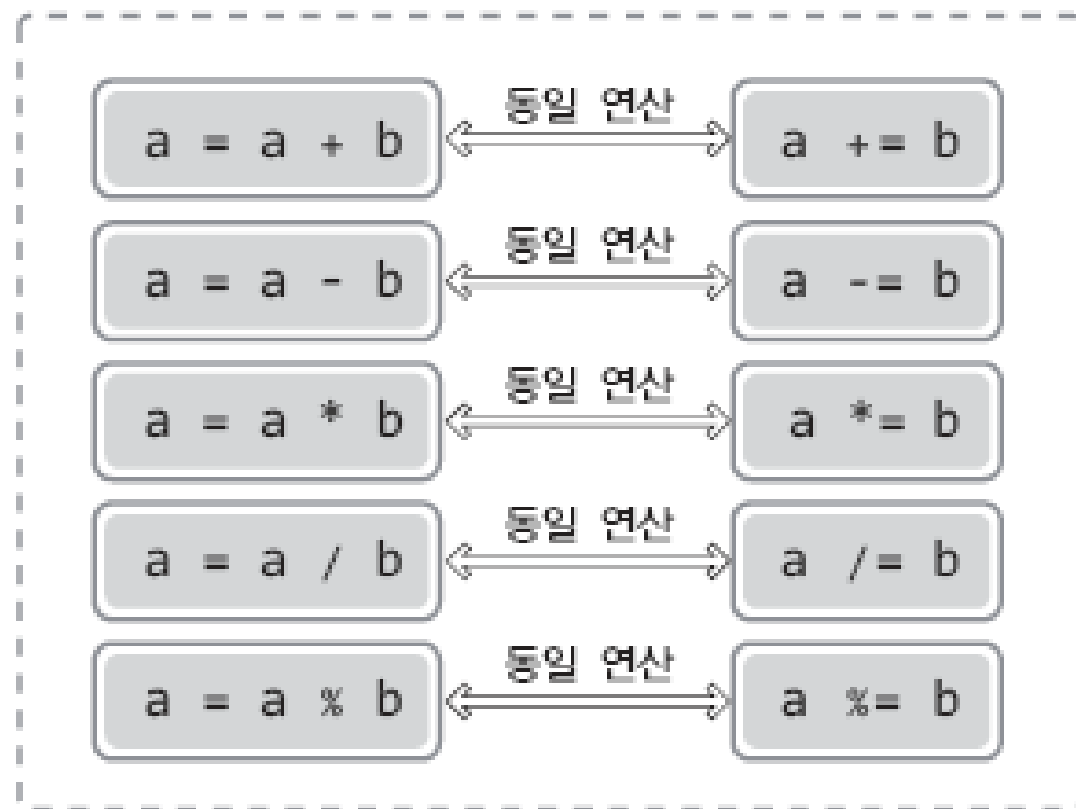 동일 연산
a = a + b a += b
동일 연산
a = a - b a -= b
동일 연산
a = a * b a *= b
동일 연산
a = a / b a /= b
동일 연산
a = a % b a %= b